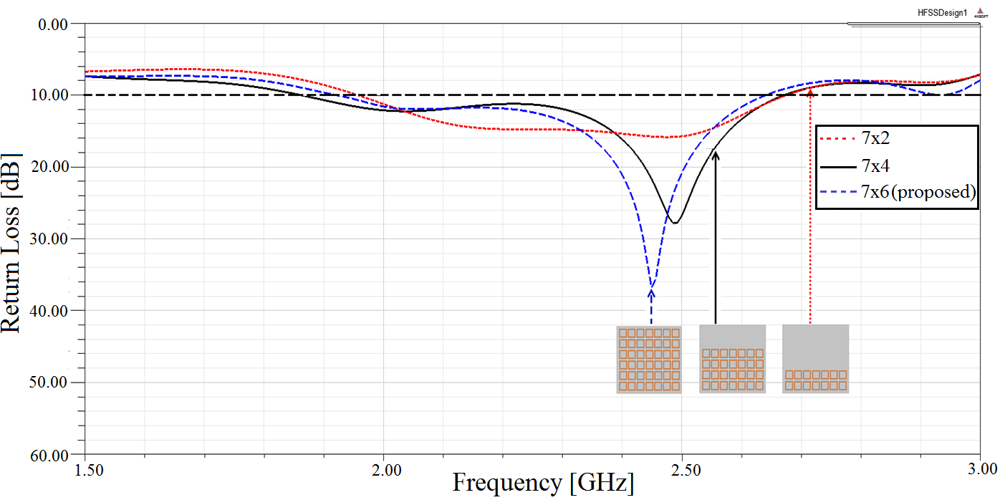 HFSSDesign1
ANSOFT
0.00
10.00
20.00
30.00
40.00
50.00
60.00
Return Loss [dB]
7x2
7x4
7x6(proposed)
1.50
2.00
2.50
3.00
Frequency [GHz]